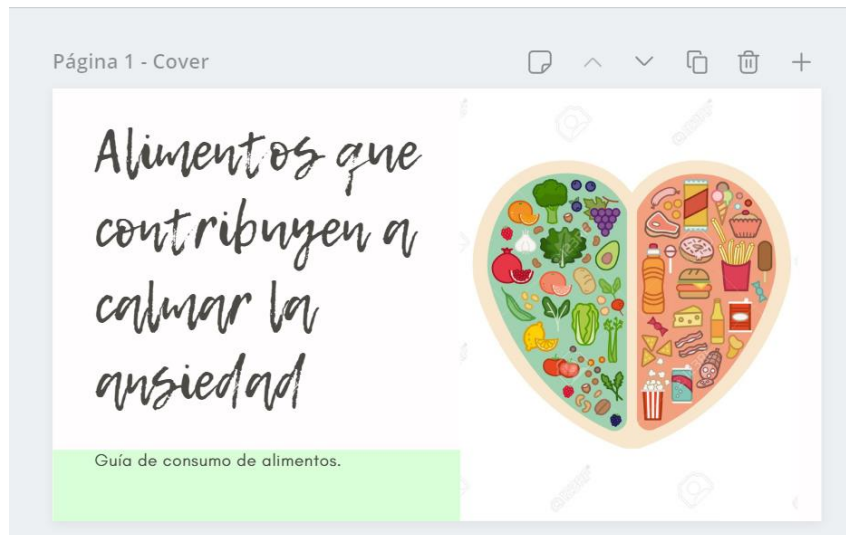 Página 1 - Cover
Alimentos que
contribuyen a
calmar la
ansiedad
Guía de consumo de alimentos.